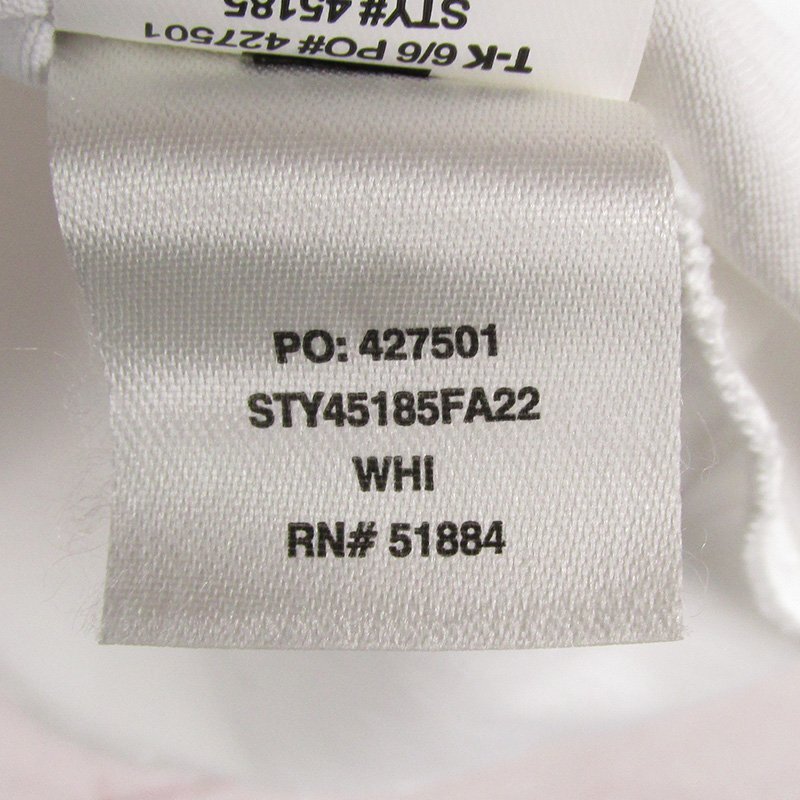 STY# 45185
T-K 6/6 PO# 427501
PO: 427501
STY45185FA22
WHI
RN# 51884